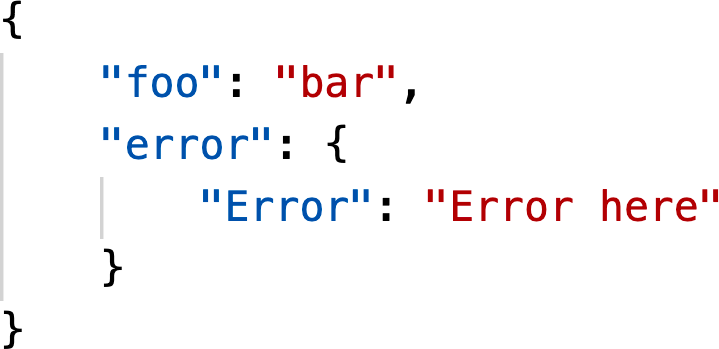 {
    "foo": "bar",
    "error": {
        "Error": "Error here"
    }
}